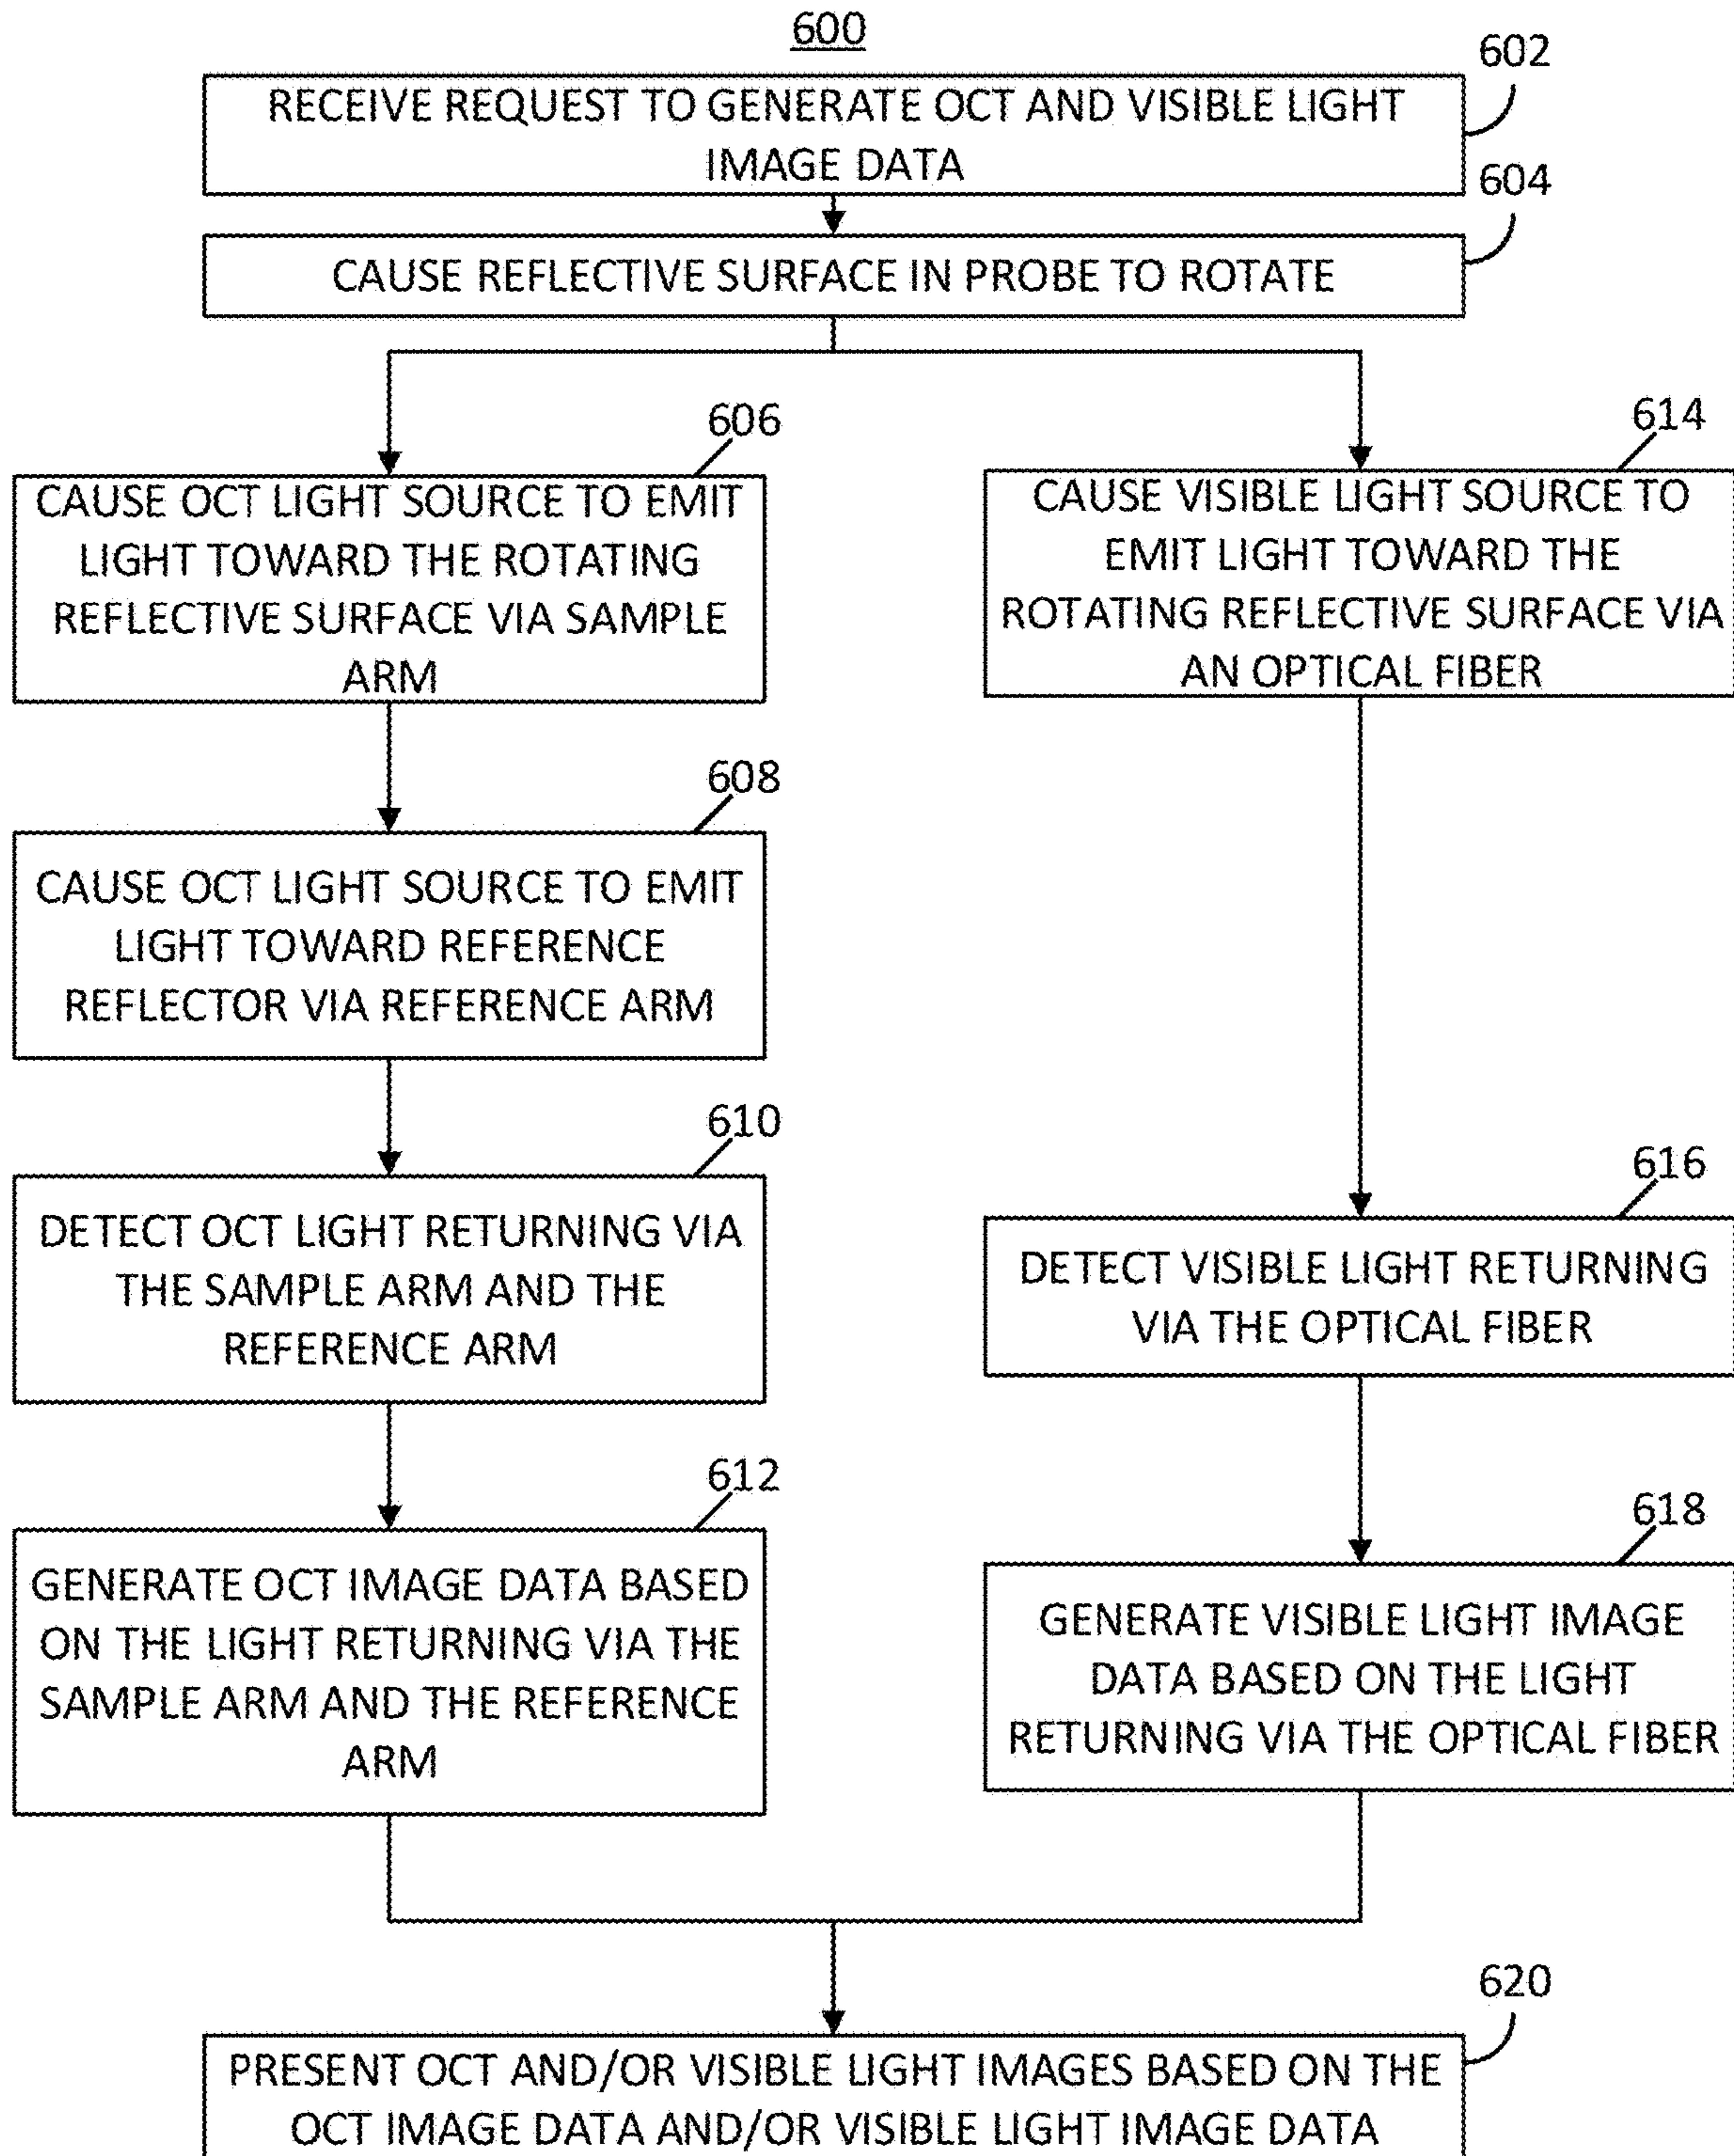 600
602
RECEIVE REQUEST TO GENERATE OCT AND VISIBLE LIGHT
IMAGE DATA
604
CAUSE REFLECTIVE SURFACE IN PROBE TO ROTATE
606
CAUSE OCT LIGHT SOURCE TO EMIT
LIGHT TOWARD THE ROTATING
REFLECTIVE SURFACE VIA SAMPLE
ARM
608
CAUSE OCT LIGHT SOURCE TO EMIT
LIGHT TOWARD REFERENCE
REFLECTOR VIA REFERENCE ARM
610
DETECT OCT LIGHT RETURNING VIA
THE SAMPLE ARM AND THE
REFERENCE ARM
612
GENERATE OCT IMAGE DATA BASED
ON THE LIGHT RETURNING VIA THE
SAMPLE ARM AND THE REFERENCE
ARM
614
CAUSE VISIBLE LIGHT SOURCE TO
EMIT LIGHT TOWARD THE
ROTATING REFLECTIVE SURFACE VIA
AN OPTICAL FIBER
616
DETECT VISIBLE LIGHT RETURNING
VIA THE OPTICAL FIBER
618
GENERATE VISIBLE LIGHT IMAGE
DATA BASED ON THE LIGHT
RETURNING VIA THE OPTICAL FIBER
620
PRESENT OCT AND/OR VISIBLE LIGHT IMAGES BASED ON THE
OCT IMAGE DATA AND/OR VISIBLE LIGHT IMAGE DATA